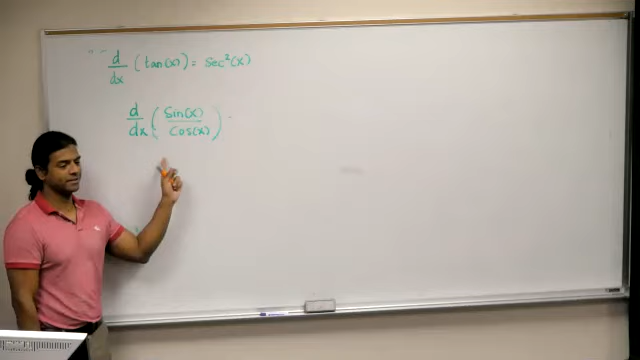 d/dx (tan(x)) = sec²(x)
d/dx (Sin(x)/Cos(x))